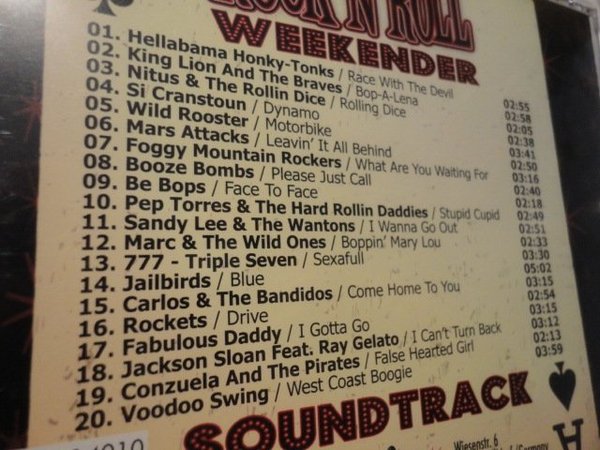 ROCK'N'ROLL
WEEKENDER
01. Hellabama Honky-Tonks / Race With The Devil 02:55
02. King Lion And The Braves / Bop-A-Lena 02:58
03. Nitus & The Rollin Dice / Rolling Dice 02:05
04. Si Cranstoun / Dynamo 02:38
05. Wild Rooster / Motorbike 03:41
06. Mars Attacks / Leavin' It All Behind 02:50
07. Foggy Mountain Rockers / What Are You Waiting For 03:16
08. Booze Bombs / Please Just Call 02:40
09. Be Bops / Face To Face 02:18
10. Pep Torres & The Hard Rollin Daddies / Stupid Cupid 02:49
11. Sandy Lee & The Wantons / I Wanna Go Out 02:51
12. Marc & The Wild Ones / Boppin' Mary Lou 02:33
13. 777 - Triple Seven / Sexafull 03:30
14. Jailbirds / Blue 05:02
15. Carlos & The Bandidos / Come Home To You 03:15
16. Rockets / Drive 02:54
17. Fabulous Daddy / I Gotta Go 03:15
18. Jackson Sloan Feat. Ray Gelato / I Can't Turn Back 03:12
19. Conzuela And The Pirates / False Hearted Girl 02:13
20. Voodoo Swing / West Coast Boogie 03:59
SOUNDTRACK
A
Wiesenstr. 6
/Germany